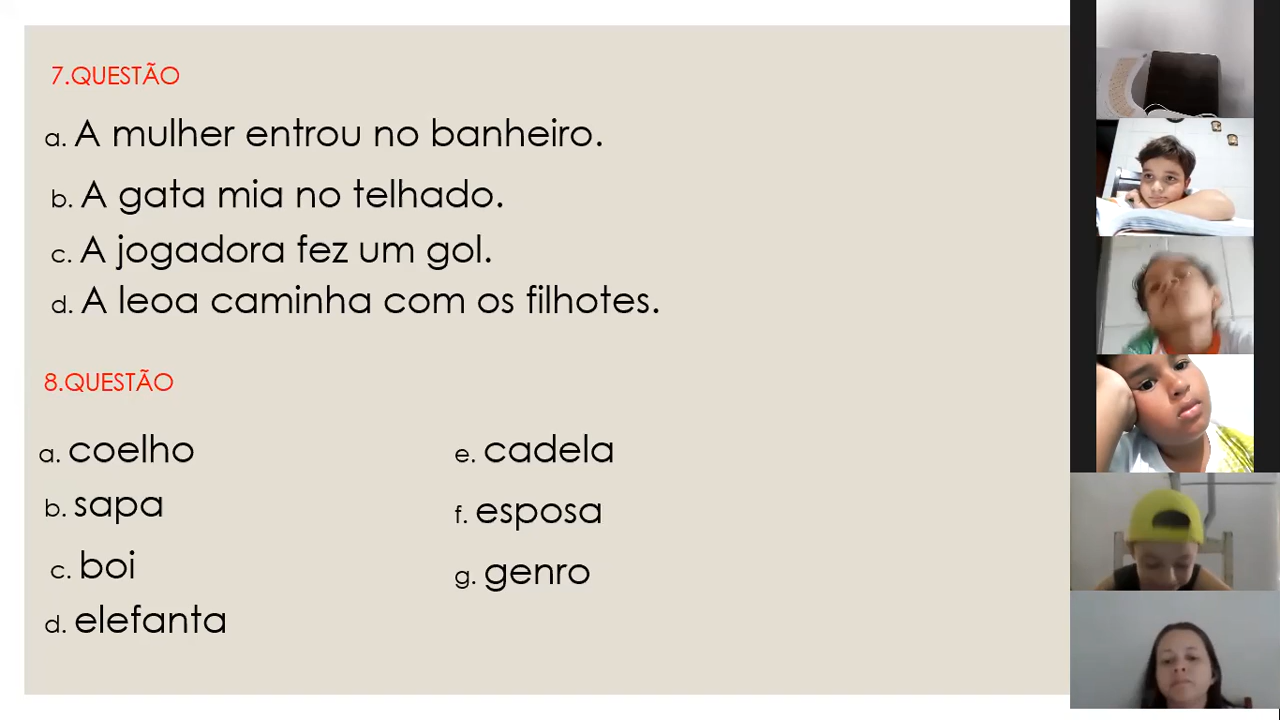 7.QUESTÃO
a. A mulher entrou no banheiro.
b. A gata mia no telhado.
c. A jogadora fez um gol.
d. A leoa caminha com os filhotes.
8.QUESTÃO
a. coelho
b. sapa
c. boi
d. elefanta
e. cadela
f. esposa
g. genro